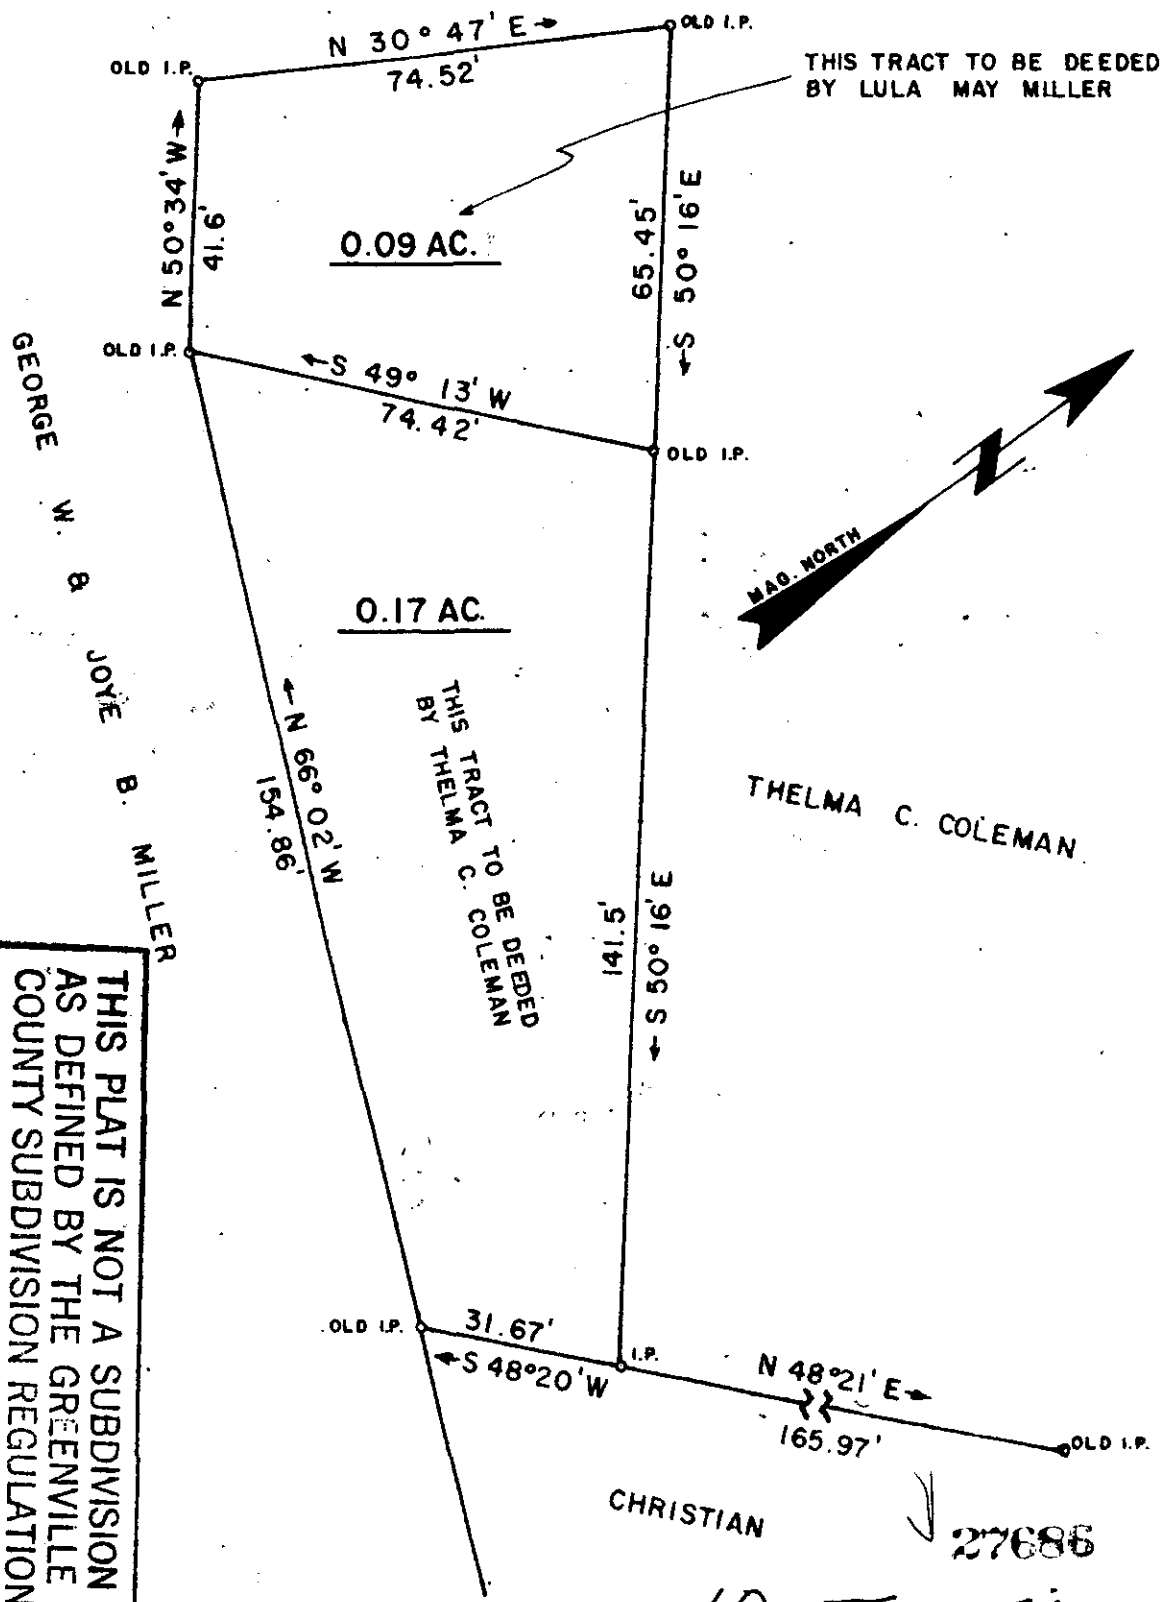 N 30° 47' E
74.52'
OLD I.P.
OLD I.P.
THIS TRACT TO BE DEEDED
BY LULA MAY MILLER
N 50°34' W
41.6'
0.09 AC.
65.45'
S 50° 16' E
OLD I.P.
S 49° 13' W
74.42'
OLD I.P.
GEORGE W. & JOYE B. MILLER
MAG. NORTH
N
0.17 AC.
THIS TRACT TO BE DEEDED
BY THELMA C. COLEMAN
N 66° 02' W
154.86'
THELMA C. COLEMAN
141.5'
S 50° 16' E
THIS PLAT IS NOT A SUBDIVISION
AS DEFINED BY THE GREENVILLE
COUNTY SUBDIVISION REGULATION
OLD I.P.
31.67'
S 48°20' W
I.P.
N 48°21' E
165.97'
OLD I.P.
CHRISTIAN
27686